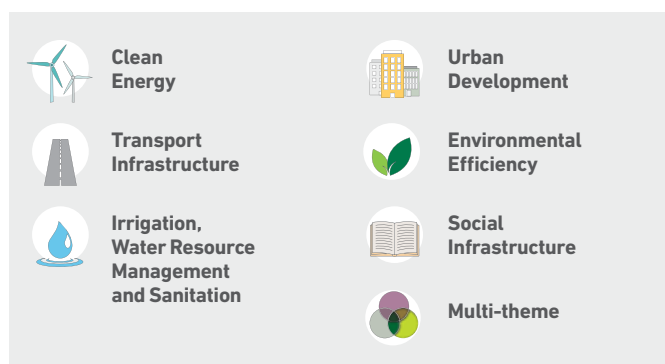 Clean
Energy
Transport
Infrastructure
Irrigation,
Water Resource
Management
and Sanitation
Urban
Development
Environmental
Efficiency
Social
Infrastructure
Multi-theme